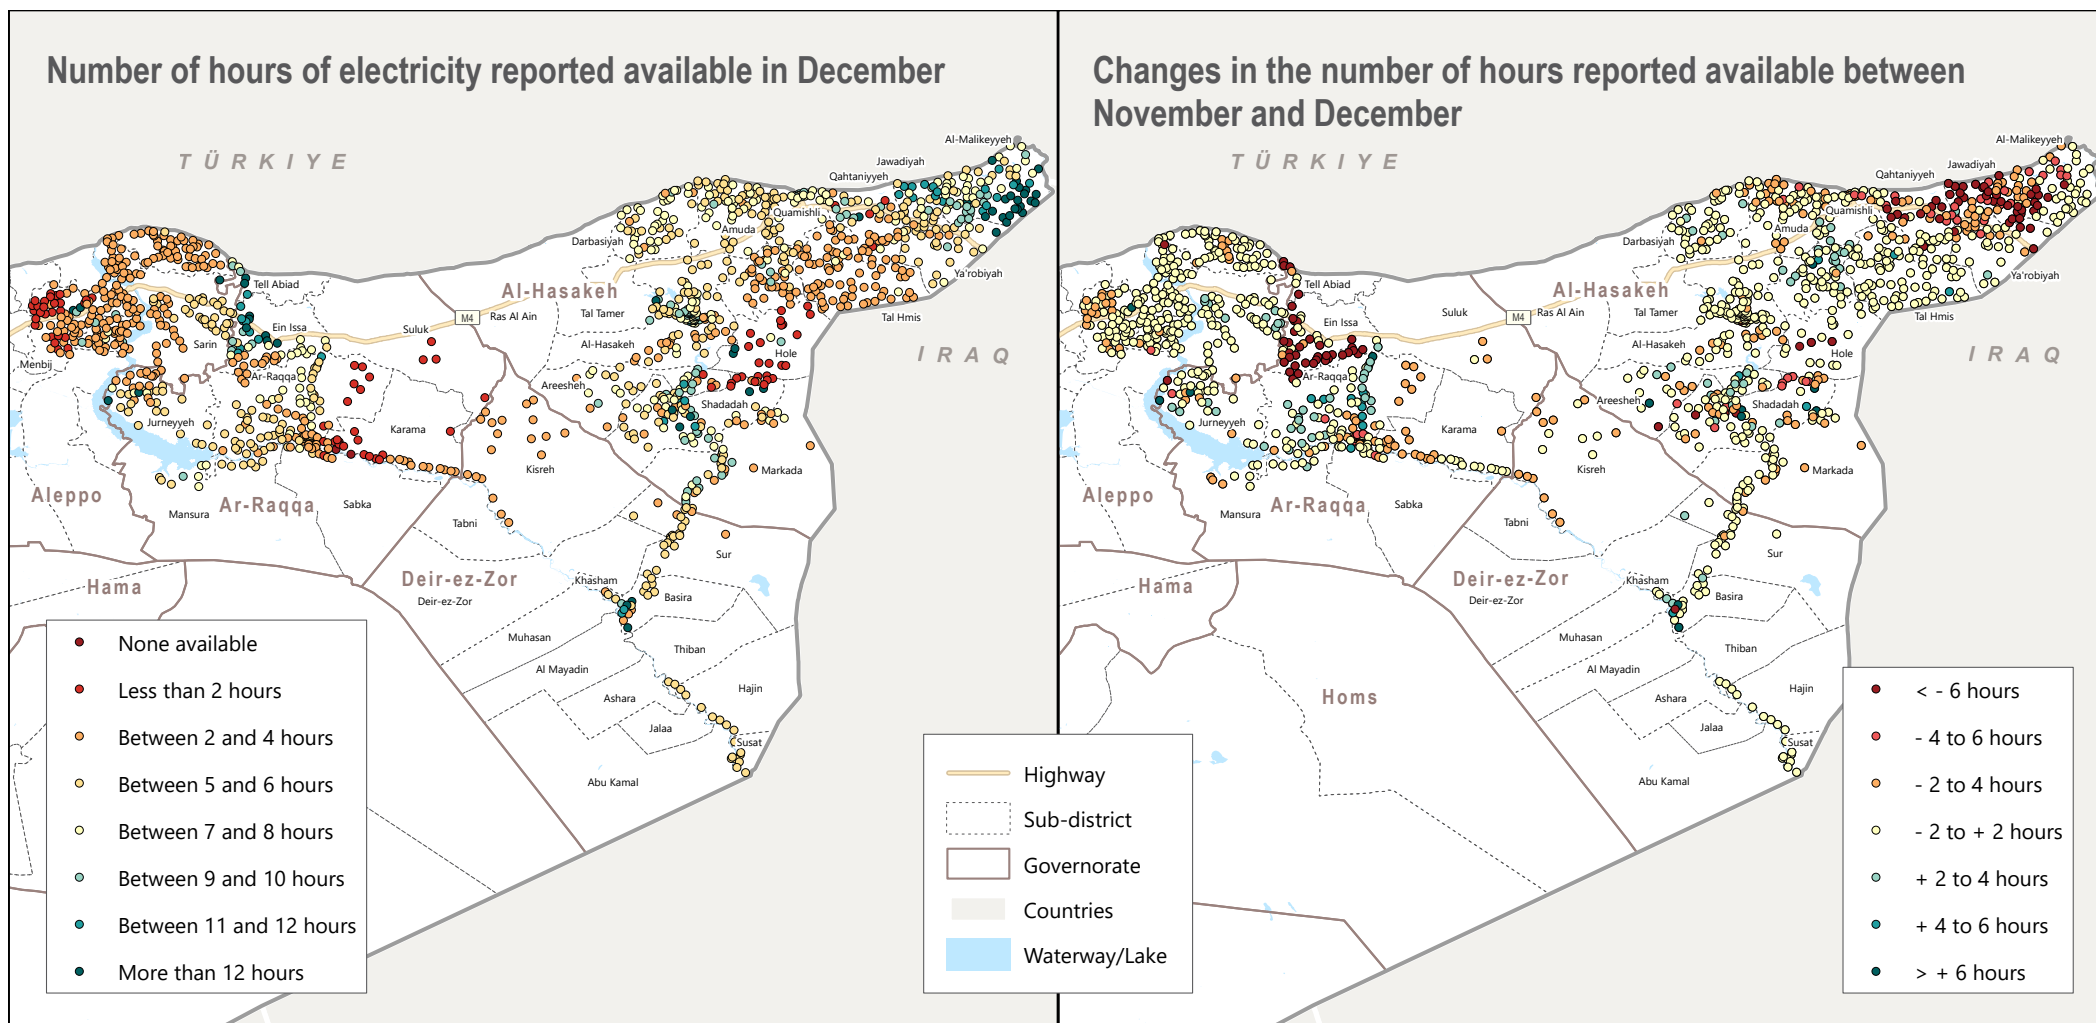 Number of hours of electricity reported available in December
TÜRKIYE
Al-Malikeyyeh
Jawadiyah
Qahtaniyyeh
Quamishli
Amuda
Darbasiyah
Ya'robiyah
Tell Abiad
Al-Hasakeh
Tal Tamer
Ras Al Ain
M4
Suluk
Ein Issa
Sarin
Tal Hmis
Al-Hasakeh
Hole
IRAQ
Menbij
Ar-Raqqa
Areesheh
Shadadah
Jurneyyeh
Karama
Kisreh
Markada
Aleppo
Ar-Raqqa
Sabka
Mansura
Tabni
Sur
Hama
Deir-ez-Zor
Deir-ez-Zor
Khasham
Basira
Muhasan
Thiban
Al Mayadin
Ashara
Hajin
Jalaa
Susat
Abu Kamal
None available
Less than 2 hours
Between 2 and 4 hours
Between 5 and 6 hours
Between 7 and 8 hours
Between 9 and 10 hours
Between 11 and 12 hours
More than 12 hours
Highway
Sub-district
Governorate
Countries
Waterway/Lake
Changes in the number of hours reported available between
November and December
TÜRKIYE
Al-Malikeyyeh
Jawadiyah
Qahtaniyyeh
Quamishli
Amuda
Darbasiyah
Ya'robiyah
Tell Abiad
Al-Hasakeh
Tal Tamer
Ras Al Ain
M4
Suluk
Ein Issa
Tal Hmis
Al-Hasakeh
Hole
IRAQ
Ar-Raqqa
Areesheh
Shadadah
Jurneyyeh
Karama
Kisreh
Markada
Aleppo
Ar-Raqqa
Sabka
Mansura
Tabni
Sur
Hama
Deir-ez-Zor
Deir-ez-Zor
Khasham
Basira
Muhasan
Thiban
Al Mayadin
Ashara
Hajin
Homs
Jalaa
Susat
Abu Kamal
< - 6 hours
- 4 to 6 hours
- 2 to 4 hours
- 2 to + 2 hours
+ 2 to 4 hours
+ 4 to 6 hours
> + 6 hours